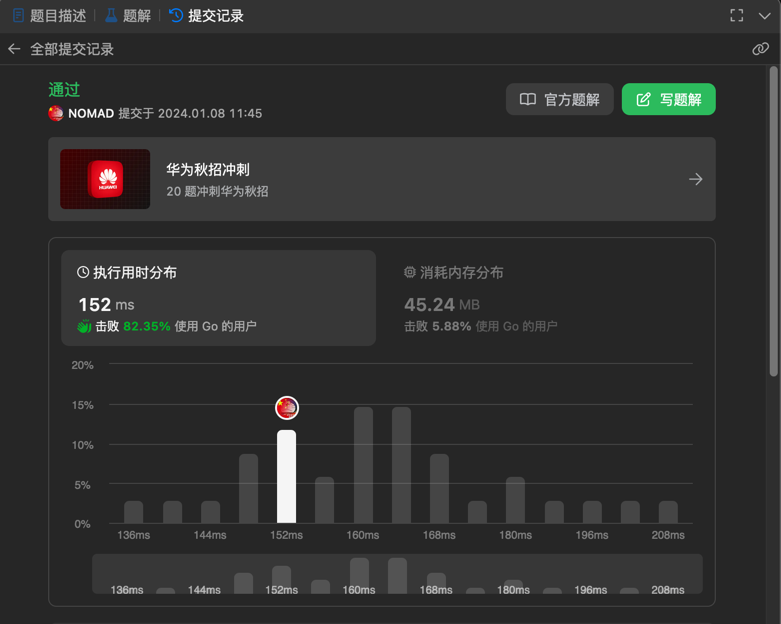 题目描述 题解 提交记录
全部提交记录
通过
NOMAD 提交于 2024.01.08 11:45
官方题解 写题解
HUAWEI
华为秋招冲刺
20 题冲刺华为秋招
执行用时分布
152 ms
击败 82.35% 使用 Go 的用户
消耗内存分布
45.24 MB
击败 5.88% 使用 Go 的用户
20%
15%
10%
5%
0%
136ms 144ms 152ms 160ms 168ms 180ms 196ms 208ms
136ms 144ms 152ms 160ms 168ms 180ms 196ms 208ms